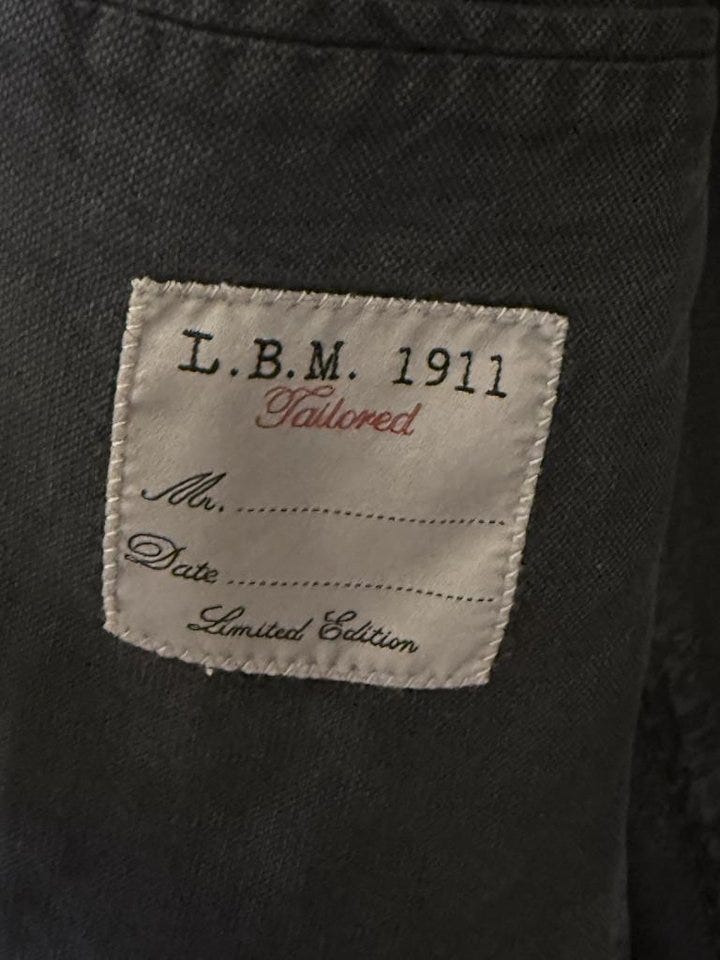 L.B.M. 1911
Tailored
Mr. ........................................
Date ........................................
Limited Edition